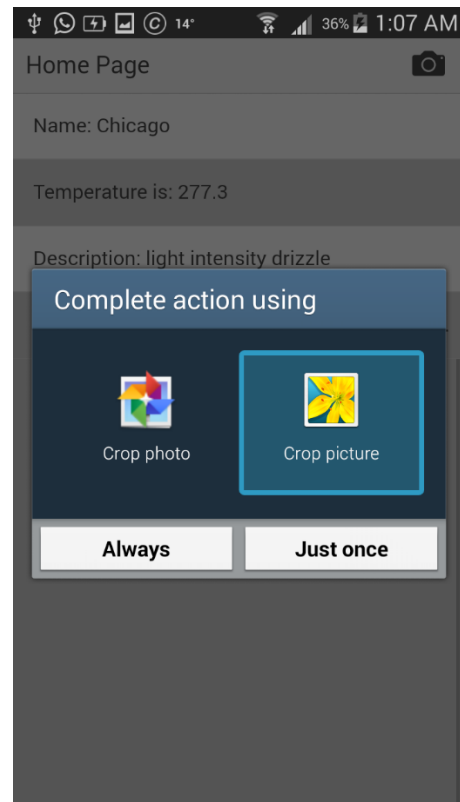 © 14° 36% 1:07 AM
Home Page
Name: Chicago
Temperature is: 277.3
Description: light intensity drizzle
Complete action using
Crop photo Crop picture
Always Just once